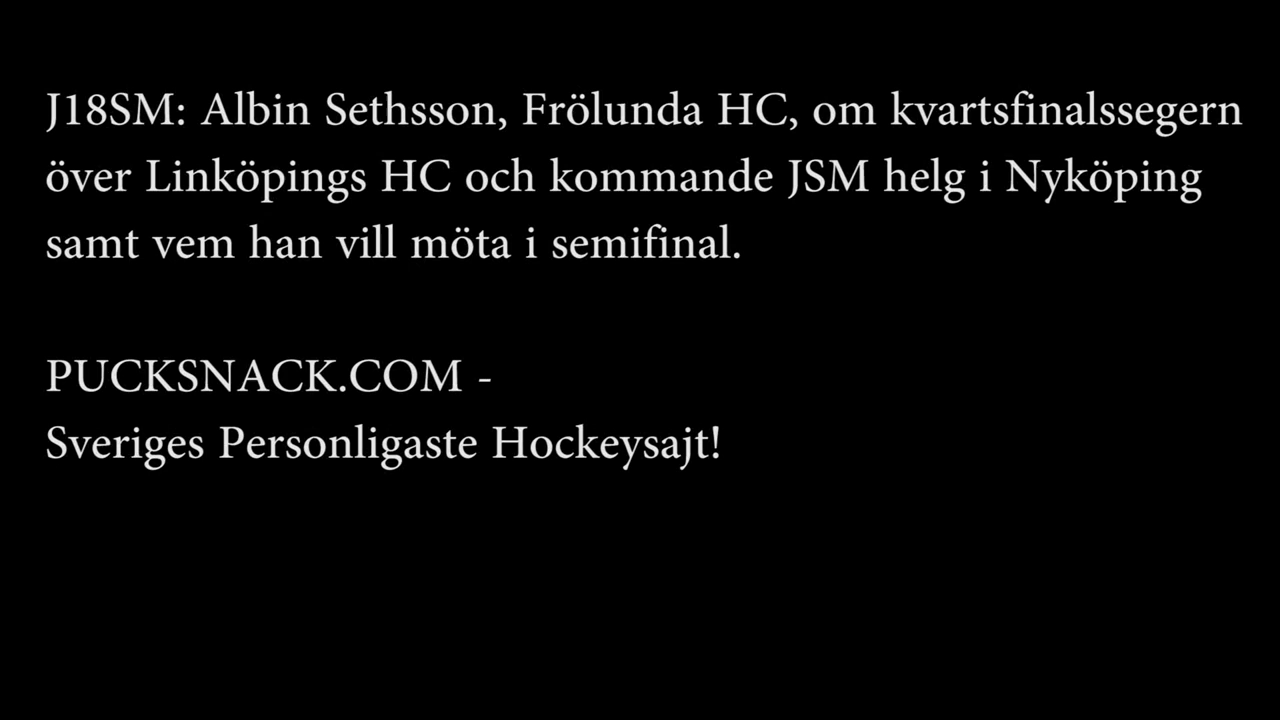 J18SM: Albin Sethsson, Frölunda HC, om kvartsfinalssegern
över Linköpings HC och kommande JSM helg i Nyköping
samt vem han vill möta i semifinal.
PUCKSNACK.COM -
Sveriges Personligaste Hockeysajt!